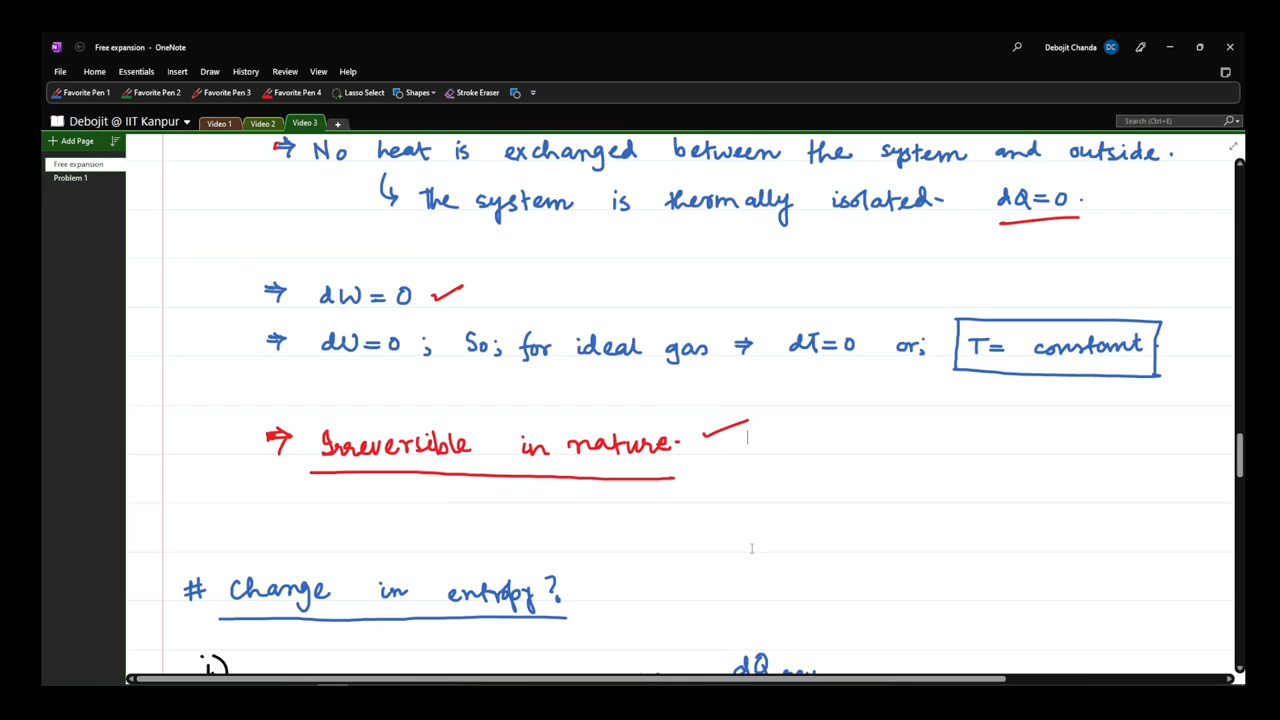 Free expansion - OneNote
Debojit Chanda DC
File Home Essentials Insert Draw History Review View Help
Favorite Pen 1 Favorite Pen 2 Favorite Pen 3 Favorite Pen 4 Lasso Select Shapes Stroke Eraser
Debojit @ IIT Kanpur Video 1 Video 2 Video 3 + Search (Ctrl+E)
+ Add Page
Free expansion
Problem 1
⇒ No heat is exchanged between the system and outside.
↳ The system is thermally isolated- dQ=0.
⇒ dW = 0 ✓
⇒ dU=0 ; So; for ideal gas ⇒ dT=0 or; T= constant
⇒ Irreversible in nature. ✓
# Change in entropy?
i)
dQ rev